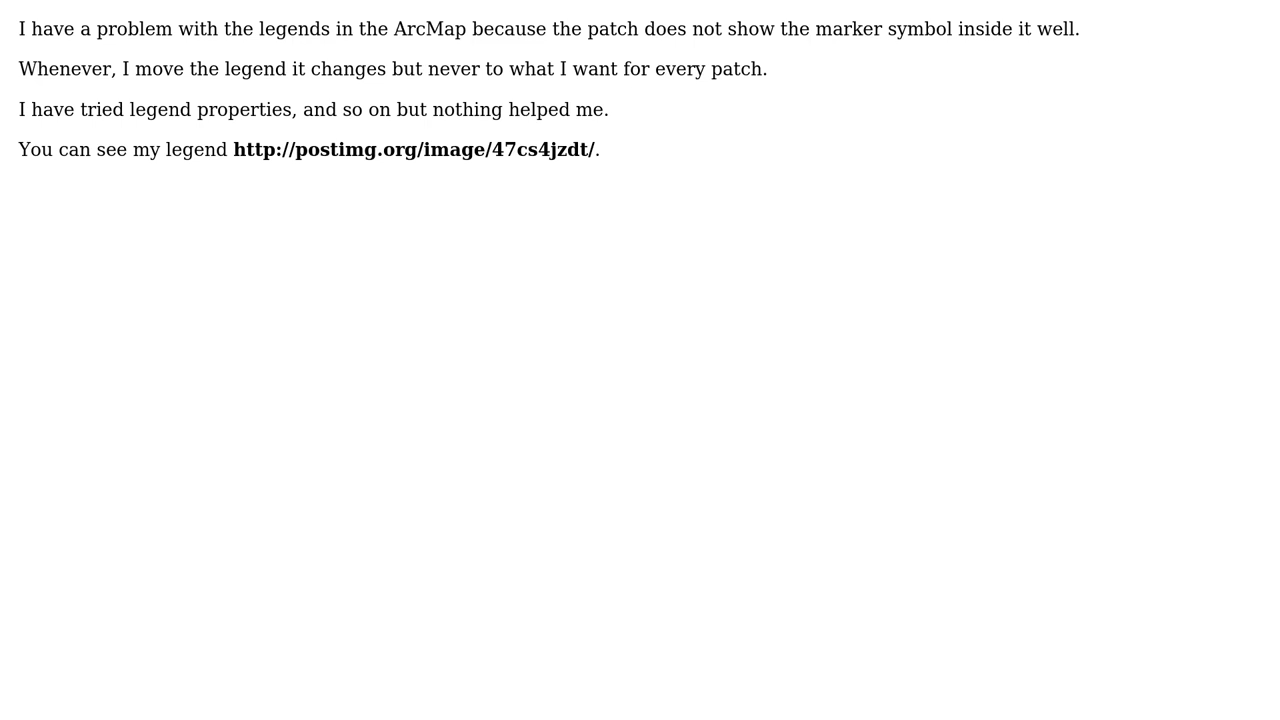 I have a problem with the legends in the ArcMap because the patch does not show the marker symbol inside it well.
Whenever, I move the legend it changes but never to what I want for every patch.
I have tried legend properties, and so on but nothing helped me.
You can see my legend http://postimg.org/image/47cs4jzdt/.